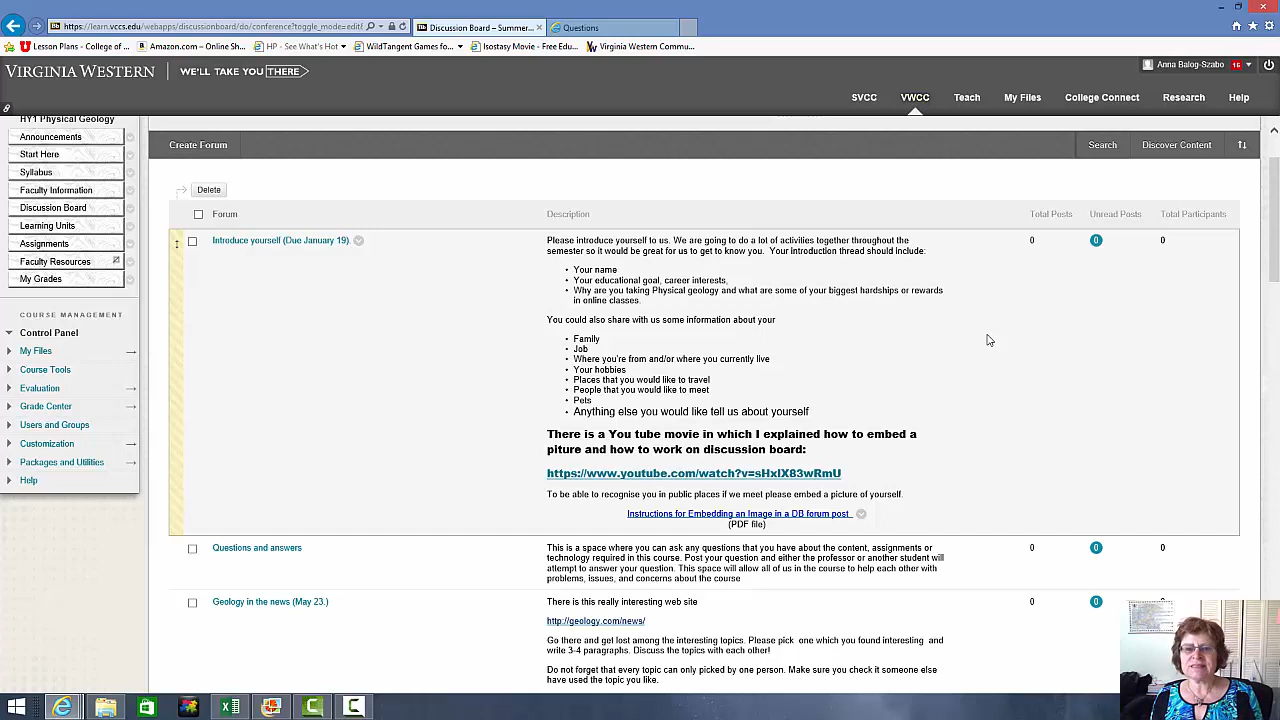 https://learn.vccs.edu/webapps/discussionboard/do/conference?toggle_mode=edit&
Discussion Board – Summer...
Questions
Lesson Plans - College of ...
Amazon.com – Online Sh...
HP - See What's Hot
WildTangent Games fo...
Isostasy Movie - Free Edu...
Virginia Western Commu...
VIRGINIA WESTERN
WE'LL TAKE YOU THERE
Anna Balog-Szabo 16
SVCC VWCC Teach My Files College Connect Research Help
HY1 Physical Geology
Announcements
Start Here
Syllabus
Faculty Information
Discussion Board
Learning Units
Assignments
Faculty Resources
My Grades
COURSE MANAGEMENT
Control Panel
My Files
Course Tools
Evaluation
Grade Center
Users and Groups
Customization
Packages and Utilities
Help
Create Forum
Search Discover Content
Delete
Forum Description Total Posts Unread Posts Total Participants
Introduce yourself (Due January 19).
Please introduce yourself to us. We are going to do a lot of activities together throughout the
semester so it would be great for us to get to know you. Your Introduction thread should include:
• Your name
• Your educational goal, career interests,
• Why are you taking Physical geology and what are some of your biggest hardships or rewards
in online classes.
You could also share with us some information about your
• Family
• Job
• Where you're from and/or where you currently live
• Your hobbies
• Places that you would like to travel
• People that you would like to meet
• Pets
• Anything else you would like tell us about yourself
There is a You tube movie in which I explained how to embed a
piture and how to work on discussion board:
https://www.youtube.com/watch?v=sHxlX83wRmU
To be able to recognise you in public places if we meet please embed a picture of yourself.
Instructions for Embedding an Image in a DB forum post
(PDF file)
0 0 0
Questions and answers
This is a space where you can ask any questions that you have about the content, assignments or
technology required in this course. Post your question and either the professor or another student will
attempt to answer your question. This space will allow all of us in the course to help each other with
problems, issues, and concerns about the course
0 0 0
Geology in the news (May 23.)
There is this really interesting web site
http://geology.com/news/
Go there and get lost among the interesting topics. Please pick one which you found interesting and
write 3-4 paragraphs. Discuss the topics with each other!
Do not forget that every topic can only picked by one person. Make sure you check it someone else
have used the topic you like.
0 0